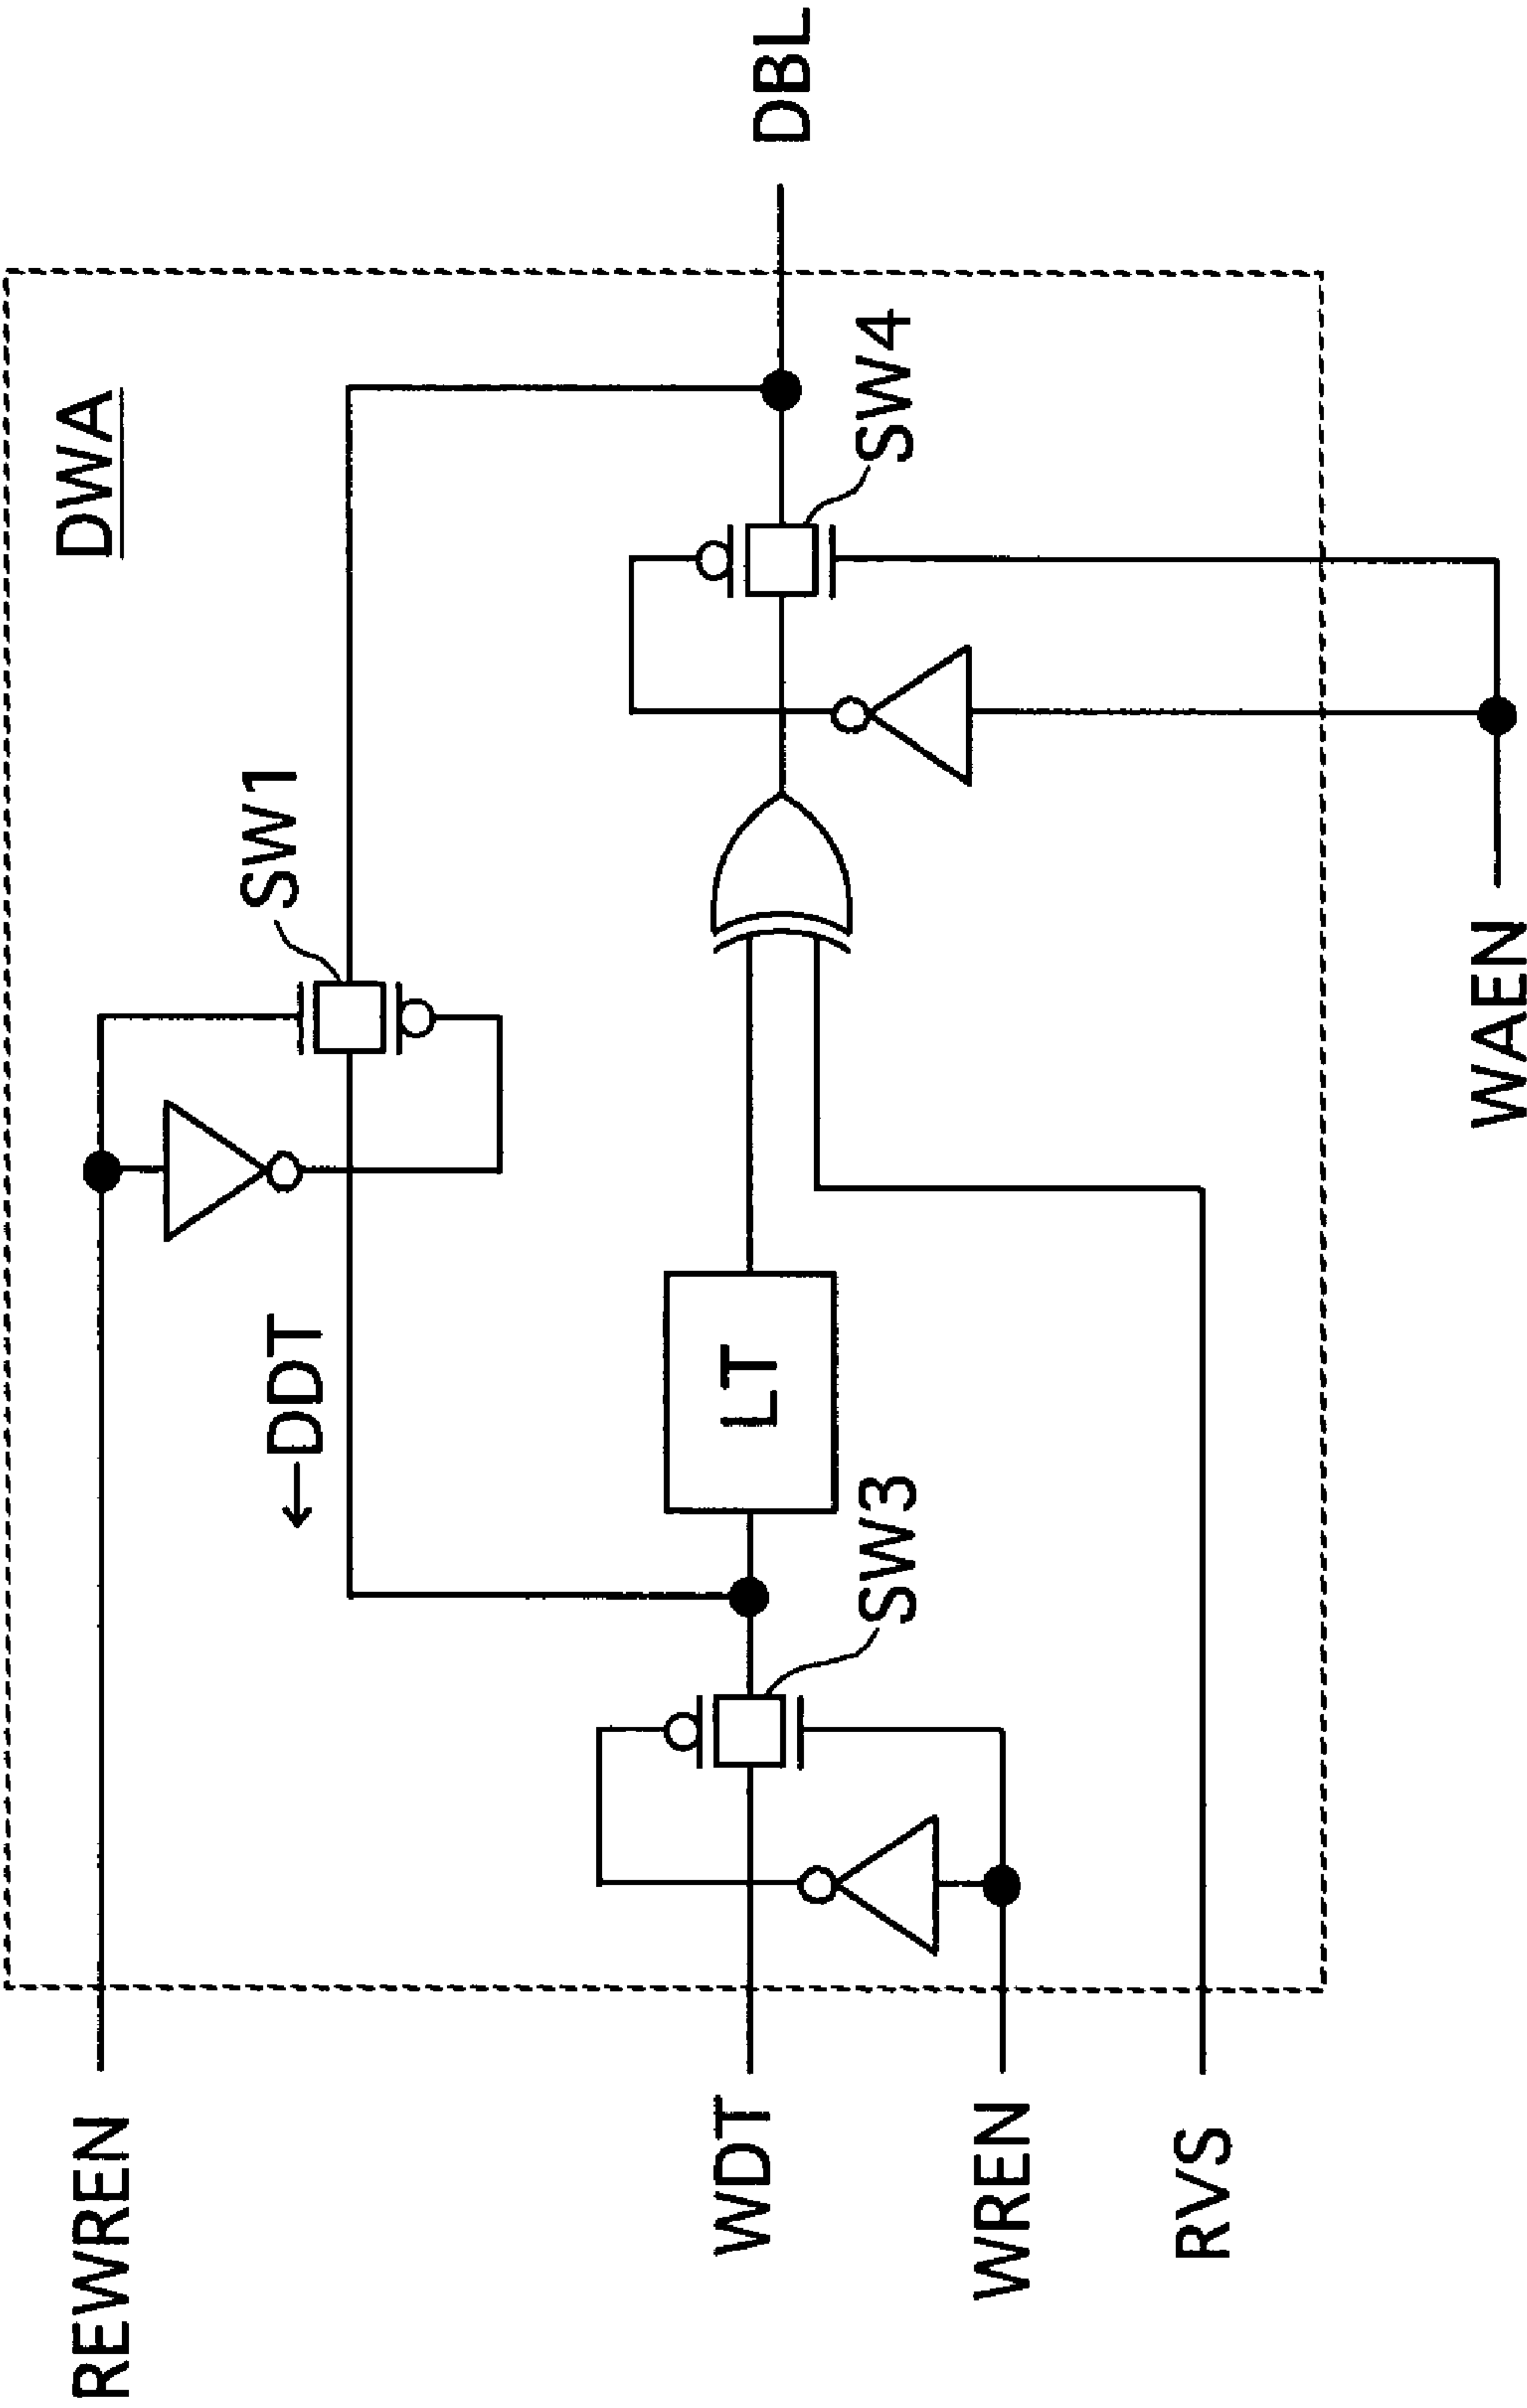 DWA
REWREN
SW1
DDT
WDT
LT
SW3
SW4
DBL
WREN
RVS
WAEN